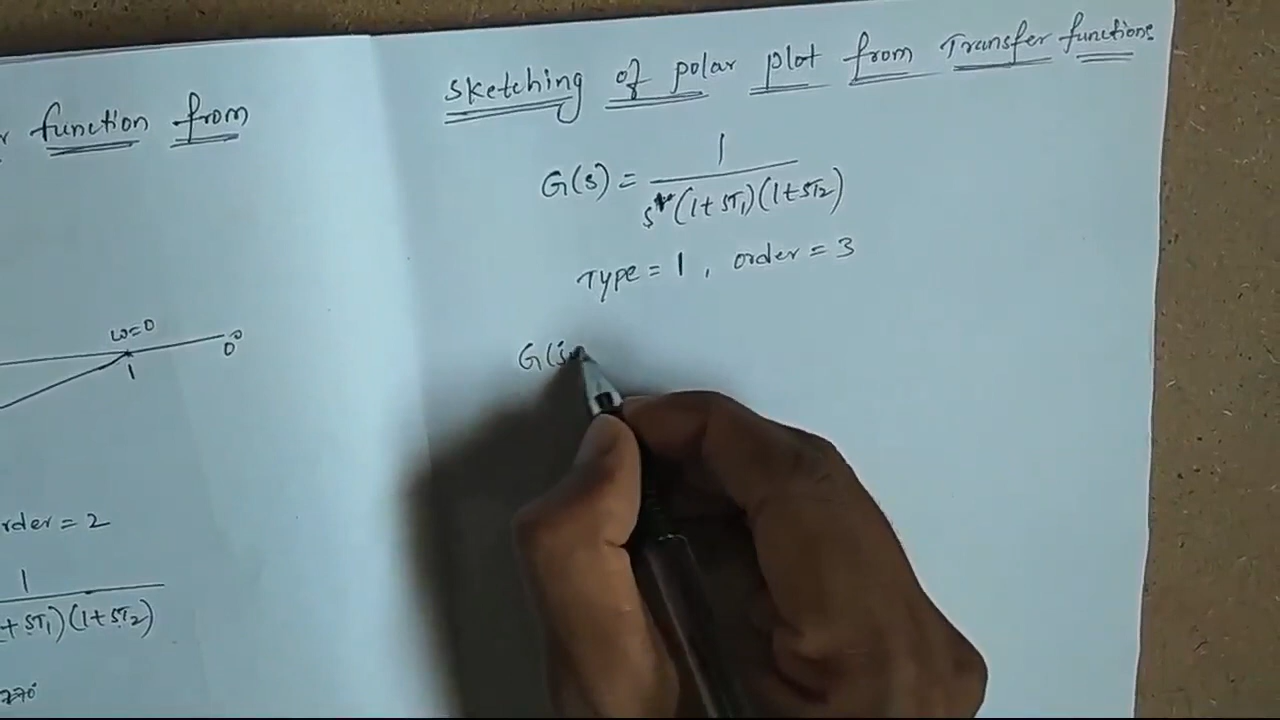 function from
ω=0
0°
1
order = 2
1
+ ST₁)(1+ST₂)
270°
Sketching of polar plot from Transfer functions
G(s) = 1
s (1+ST₁)(1+ST₂)
Type = 1, order = 3
G(j